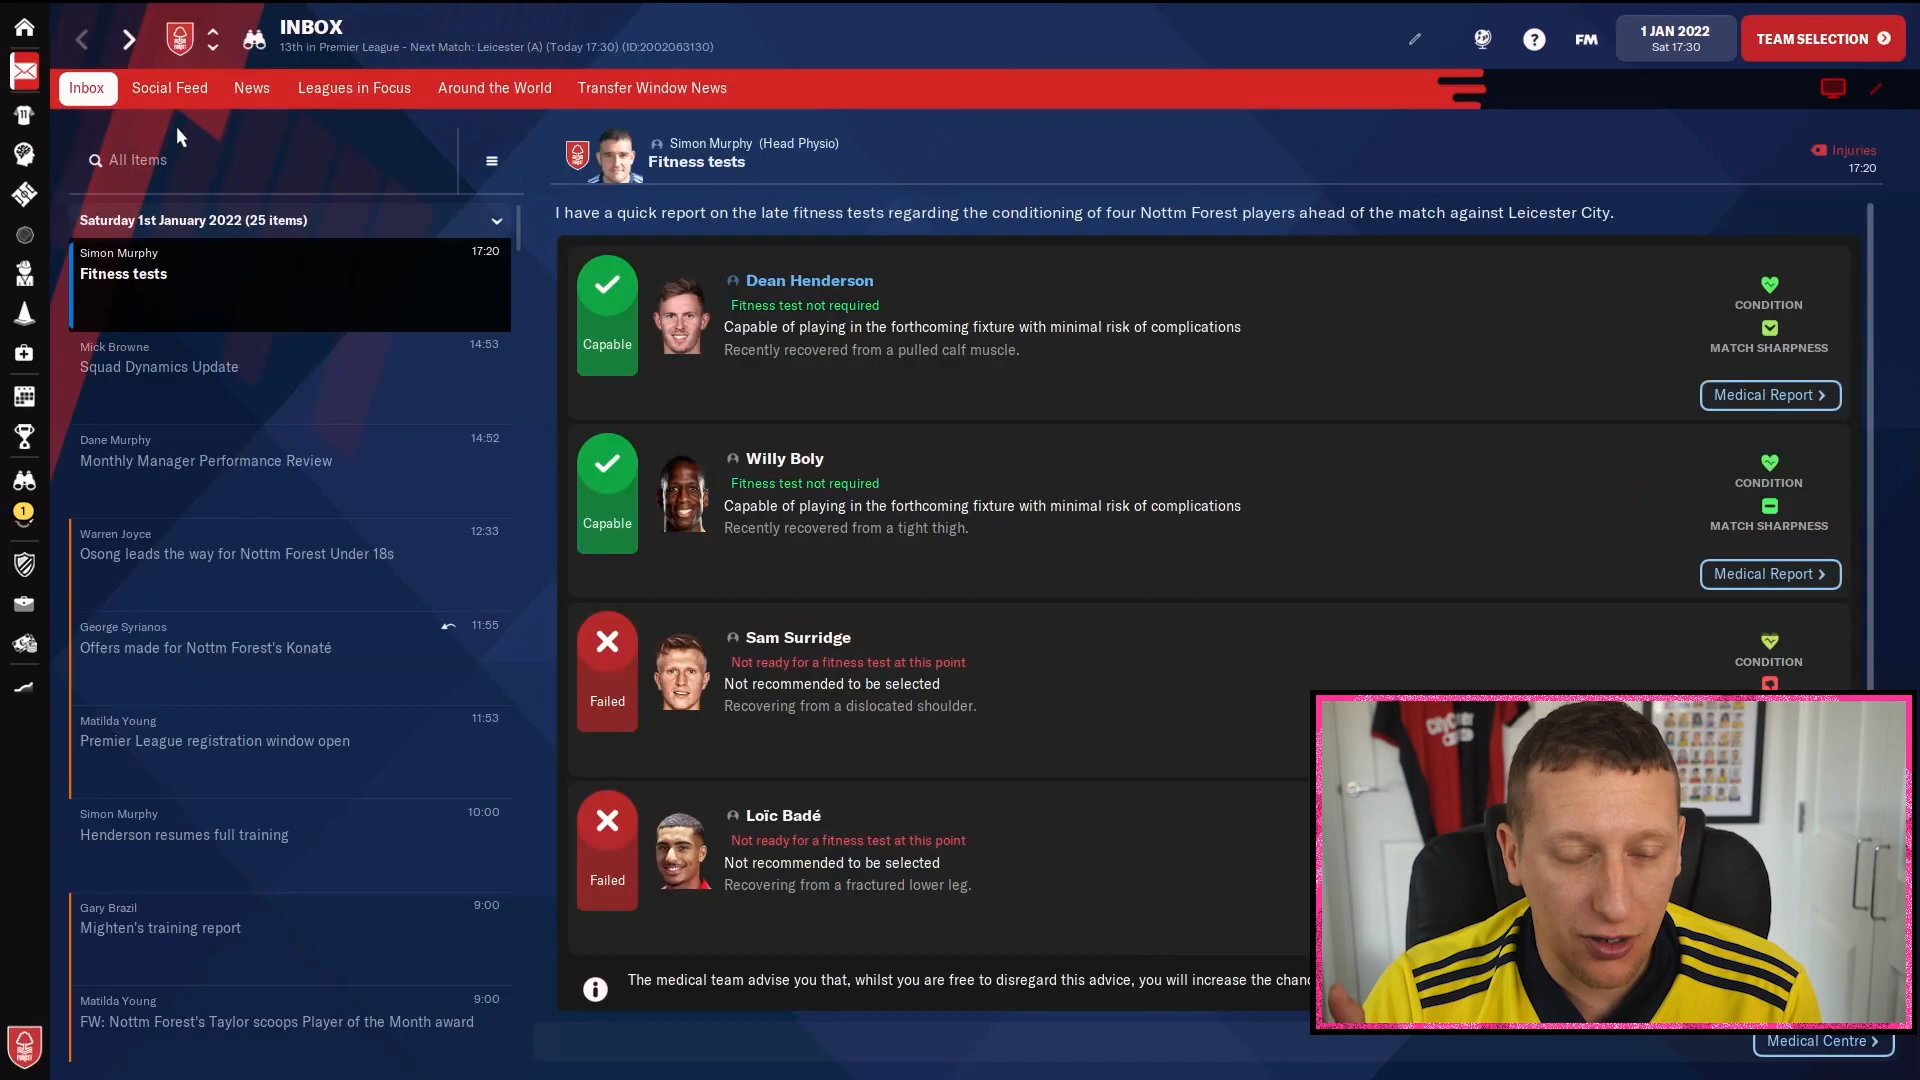 INBOX
13th in Premier League - Next Match: Leicester (A) (Today 17:30) (ID:2002063130)
?
FM
1 JAN 2022
Sat 17:30
TEAM SELECTION
Inbox
Social Feed
News
Leagues in Focus
Around the World
Transfer Window News
All Items
Saturday 1st January 2022 (25 items)
Simon Murphy
17:20
Fitness tests
Mick Browne
14:53
Squad Dynamics Update
Dane Murphy
14:52
Monthly Manager Performance Review
Warren Joyce
12:33
Osong leads the way for Nottm Forest Under 18s
George Syrianos
11:55
Offers made for Nottm Forest's Konaté
Matilda Young
11:53
Premier League registration window open
Simon Murphy
10:00
Henderson resumes full training
Gary Brazil
9:00
Mighten's training report
Matilda Young
9:00
FW: Nottm Forest's Taylor scoops Player of the Month award
11
1
Simon Murphy (Head Physio)
Fitness tests
Injuries
17:20
I have a quick report on the late fitness tests regarding the conditioning of four Nottm Forest players ahead of the match against Leicester City.
Capable
Dean Henderson
Fitness test not required
Capable of playing in the forthcoming fixture with minimal risk of complications
Recently recovered from a pulled calf muscle.
CONDITION
MATCH SHARPNESS
Medical Report
Capable
Willy Boly
Fitness test not required
Capable of playing in the forthcoming fixture with minimal risk of complications
Recently recovered from a tight thigh.
CONDITION
MATCH SHARPNESS
Medical Report
Failed
Sam Surridge
Not ready for a fitness test at this point
Not recommended to be selected
Recovering from a dislocated shoulder.
CONDITION
Failed
Loïc Badé
Not ready for a fitness test at this point
Not recommended to be selected
Recovering from a fractured lower leg.
The medical team advise you that, whilst you are free to disregard this advice, you will increase the chanc
Medical Centre